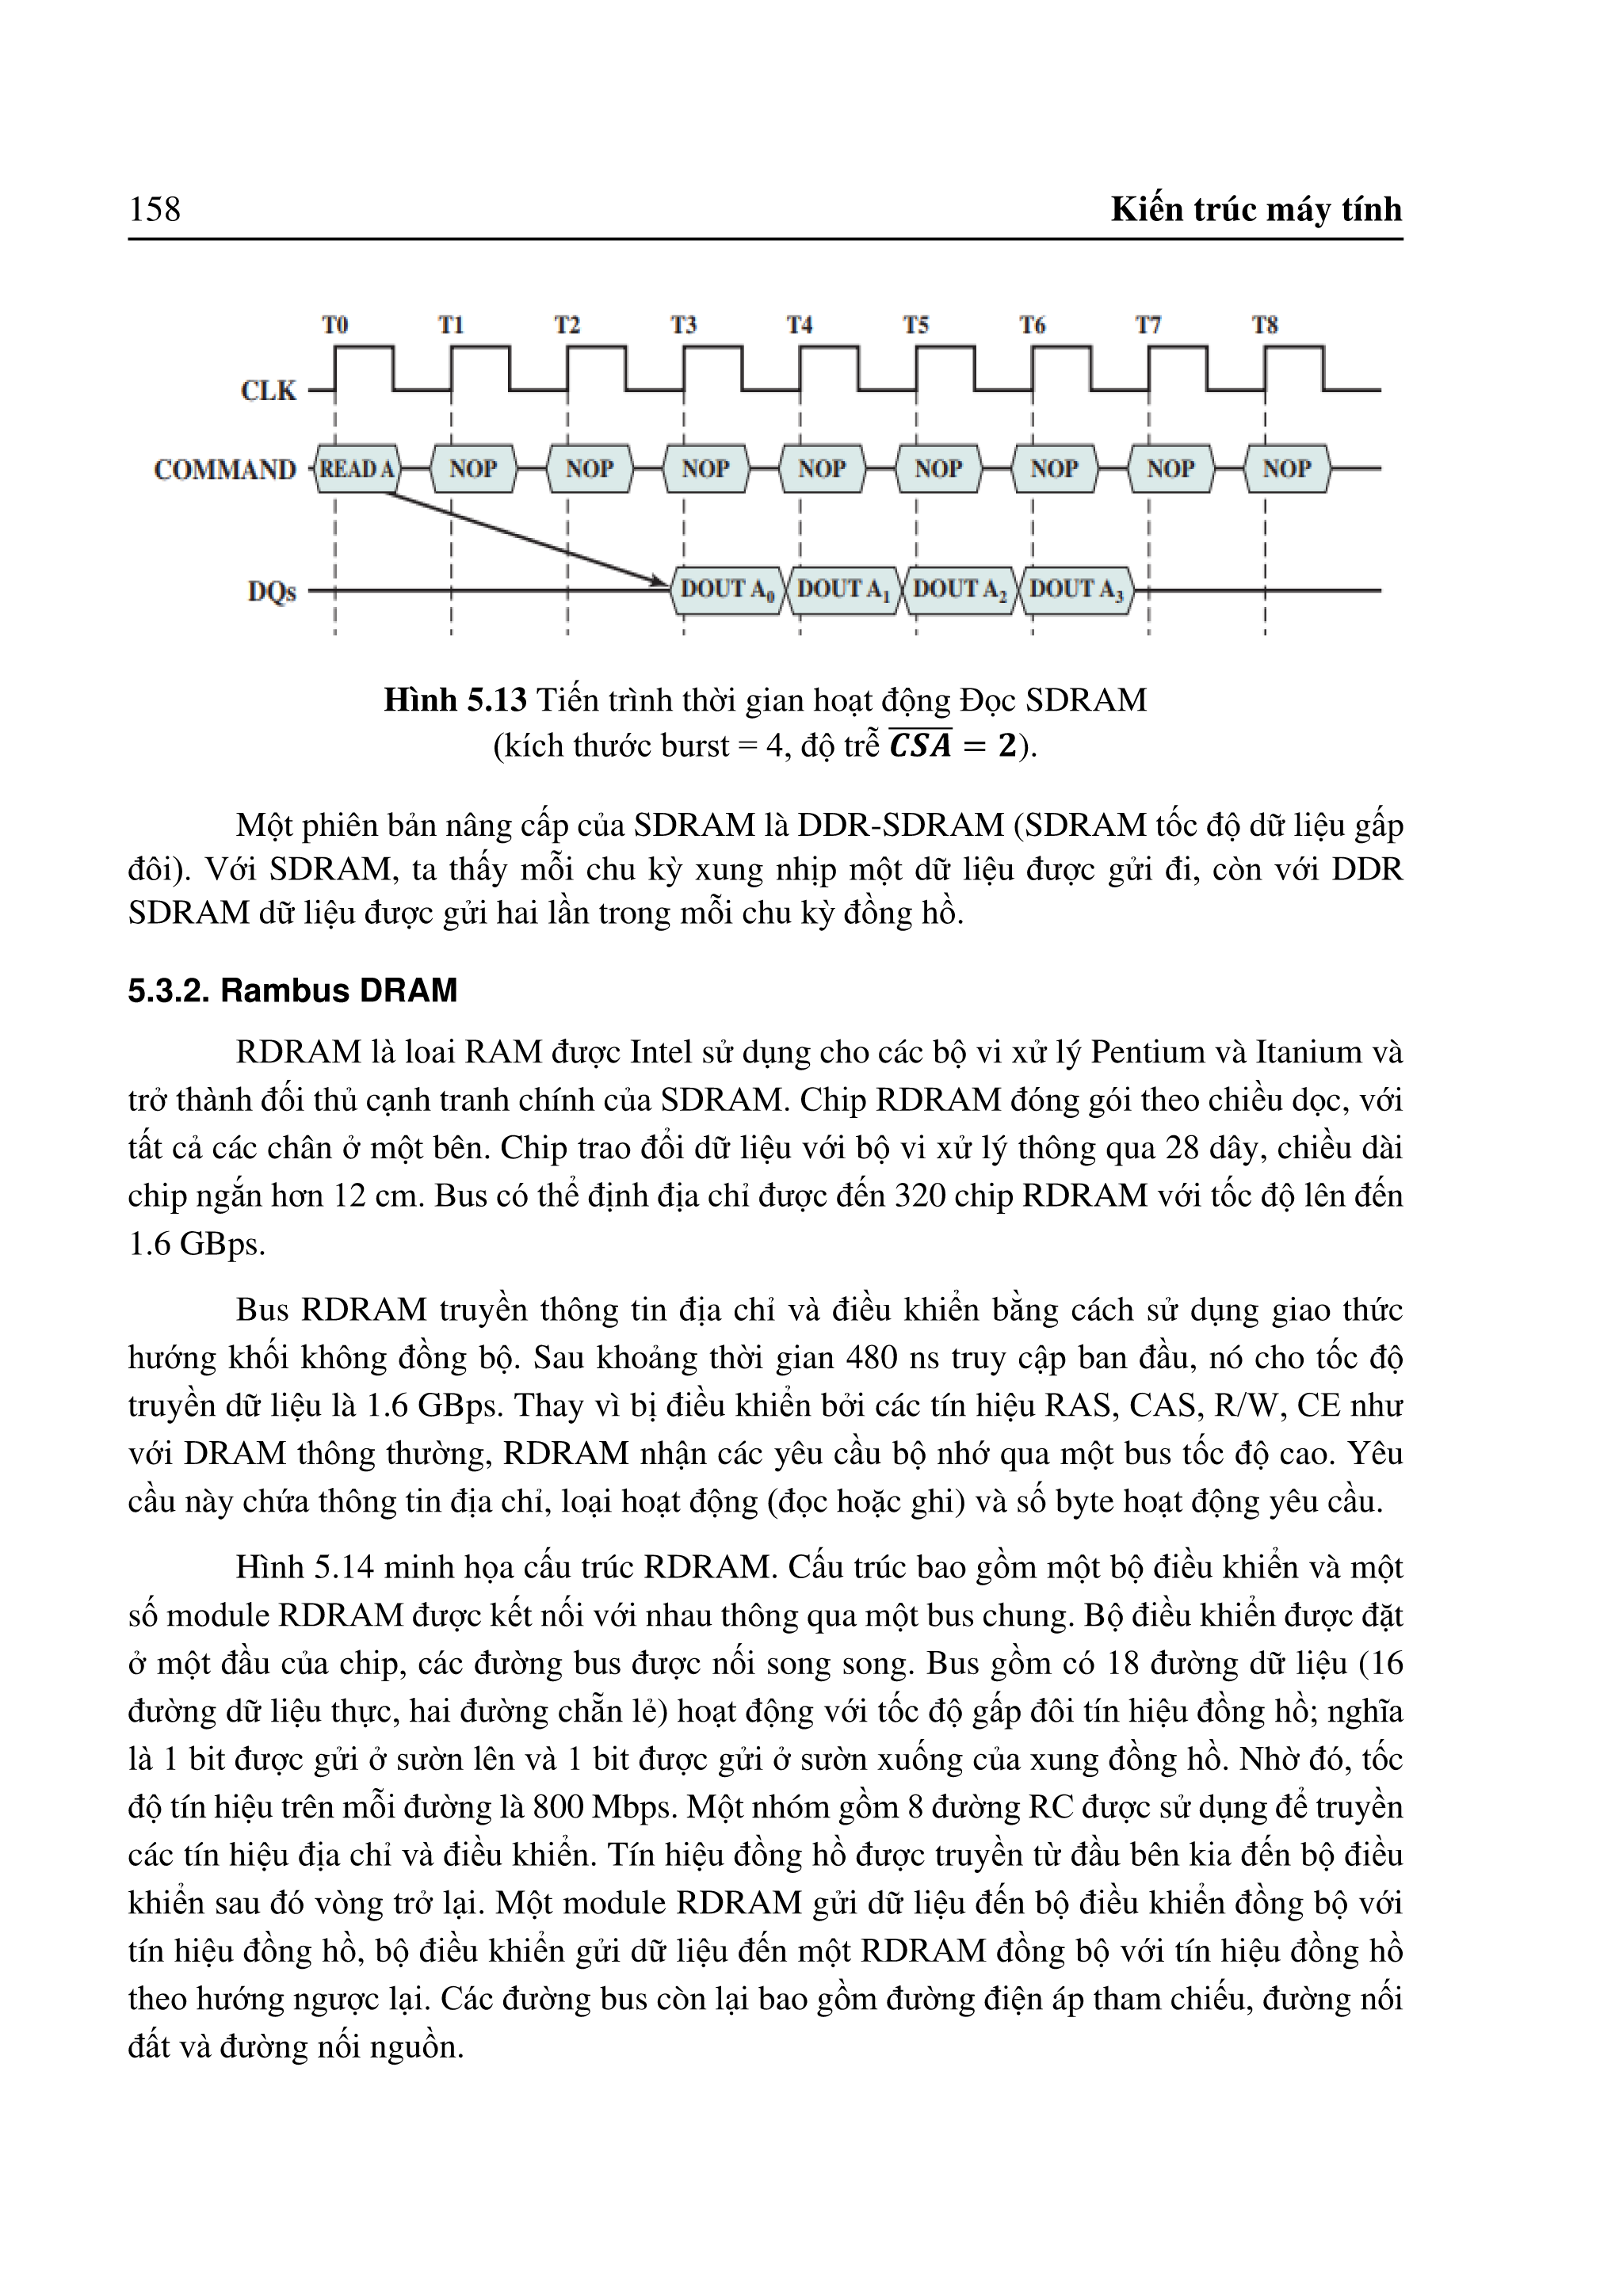 158 Kiến trúc máy tính
T0 T1 T2 T3 T4 T5 T6 T7 T8
CLK
COMMAND READ A NOP NOP NOP NOP NOP NOP NOP NOP
DQs DOUT A0 DOUT A1 DOUT A2 DOUT A3
Hình 5.13 Tiến trình thời gian hoạt động Đọc SDRAM
(kích thước burst = 4, độ trễ C̅S̅A̅ = 2).
Một phiên bản nâng cấp của SDRAM là DDR-SDRAM (SDRAM tốc độ dữ liệu gấp
đôi). Với SDRAM, ta thấy mỗi chu kỳ xung nhịp một dữ liệu được gửi đi, còn với DDR
SDRAM dữ liệu được gửi hai lần trong mỗi chu kỳ đồng hồ.
5.3.2. Rambus DRAM
RDRAM là loai RAM được Intel sử dụng cho các bộ vi xử lý Pentium và Itanium và
trở thành đối thủ cạnh tranh chính của SDRAM. Chip RDRAM đóng gói theo chiều dọc, với
tất cả các chân ở một bên. Chip trao đổi dữ liệu với bộ vi xử lý thông qua 28 dây, chiều dài
chip ngắn hơn 12 cm. Bus có thể định địa chỉ được đến 320 chip RDRAM với tốc độ lên đến
1.6 GBps.
Bus RDRAM truyền thông tin địa chỉ và điều khiển bằng cách sử dụng giao thức
hướng khối không đồng bộ. Sau khoảng thời gian 480 ns truy cập ban đầu, nó cho tốc độ
truyền dữ liệu là 1.6 GBps. Thay vì bị điều khiển bởi các tín hiệu RAS, CAS, R/W, CE như
với DRAM thông thường, RDRAM nhận các yêu cầu bộ nhớ qua một bus tốc độ cao. Yêu
cầu này chứa thông tin địa chỉ, loại hoạt động (đọc hoặc ghi) và số byte hoạt động yêu cầu.
Hình 5.14 minh họa cấu trúc RDRAM. Cấu trúc bao gồm một bộ điều khiển và một
số module RDRAM được kết nối với nhau thông qua một bus chung. Bộ điều khiển được đặt
ở một đầu của chip, các đường bus được nối song song. Bus gồm có 18 đường dữ liệu (16
đường dữ liệu thực, hai đường chẵn lẻ) hoạt động với tốc độ gấp đôi tín hiệu đồng hồ; nghĩa
là 1 bit được gửi ở sườn lên và 1 bit được gửi ở sườn xuống của xung đồng hồ. Nhờ đó, tốc
độ tín hiệu trên mỗi đường là 800 Mbps. Một nhóm gồm 8 đường RC được sử dụng để truyền
các tín hiệu địa chỉ và điều khiển. Tín hiệu đồng hồ được truyền từ đầu bên kia đến bộ điều
khiển sau đó vòng trở lại. Một module RDRAM gửi dữ liệu đến bộ điều khiển đồng bộ với
tín hiệu đồng hồ, bộ điều khiển gửi dữ liệu đến một RDRAM đồng bộ với tín hiệu đồng hồ
theo hướng ngược lại. Các đường bus còn lại bao gồm đường điện áp tham chiếu, đường nối
đất và đường nối nguồn.